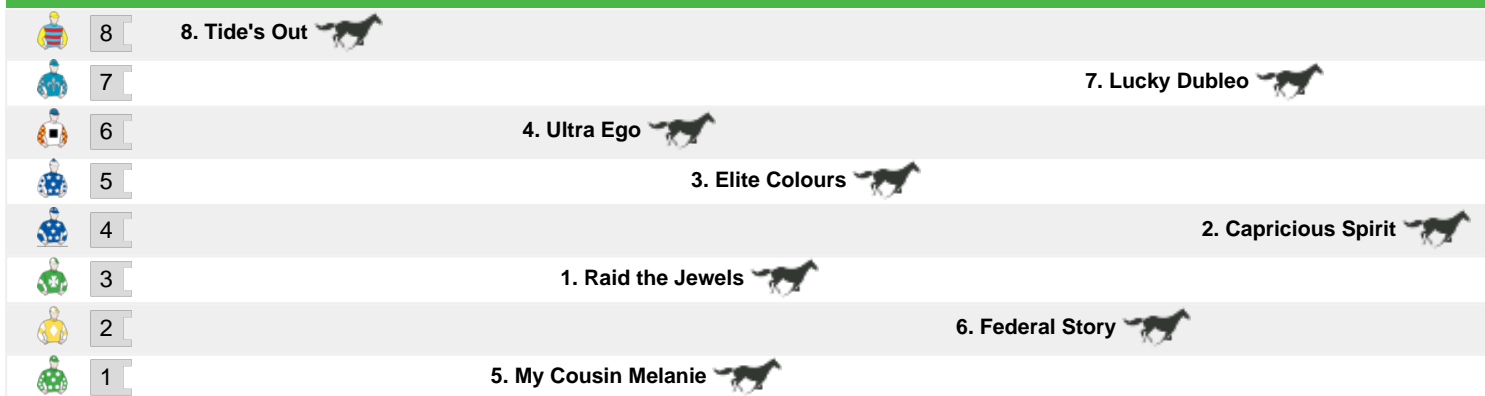 8 8. Tide's Out
7 7. Lucky Dubleo
6 4. Ultra Ego
5 3. Elite Colours
4 2. Capricious Spirit
3 1. Raid the Jewels
2 6. Federal Story
1 5. My Cousin Melanie